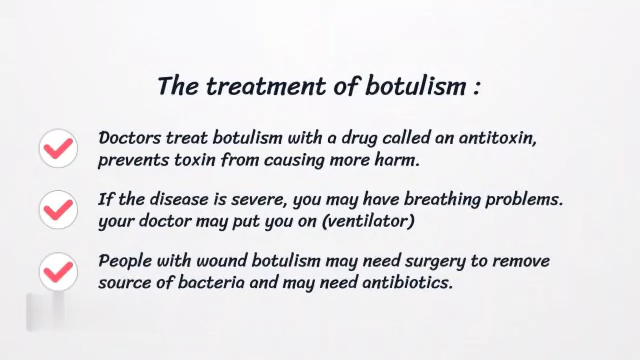 The treatment of botulism :
Doctors treat botulism with a drug called an antitoxin,
prevents toxin from causing more harm.
If the disease is severe, you may have breathing problems.
your doctor may put you on (ventilator)
People with wound botulism may need surgery to remove
source of bacteria and may need antibiotics.